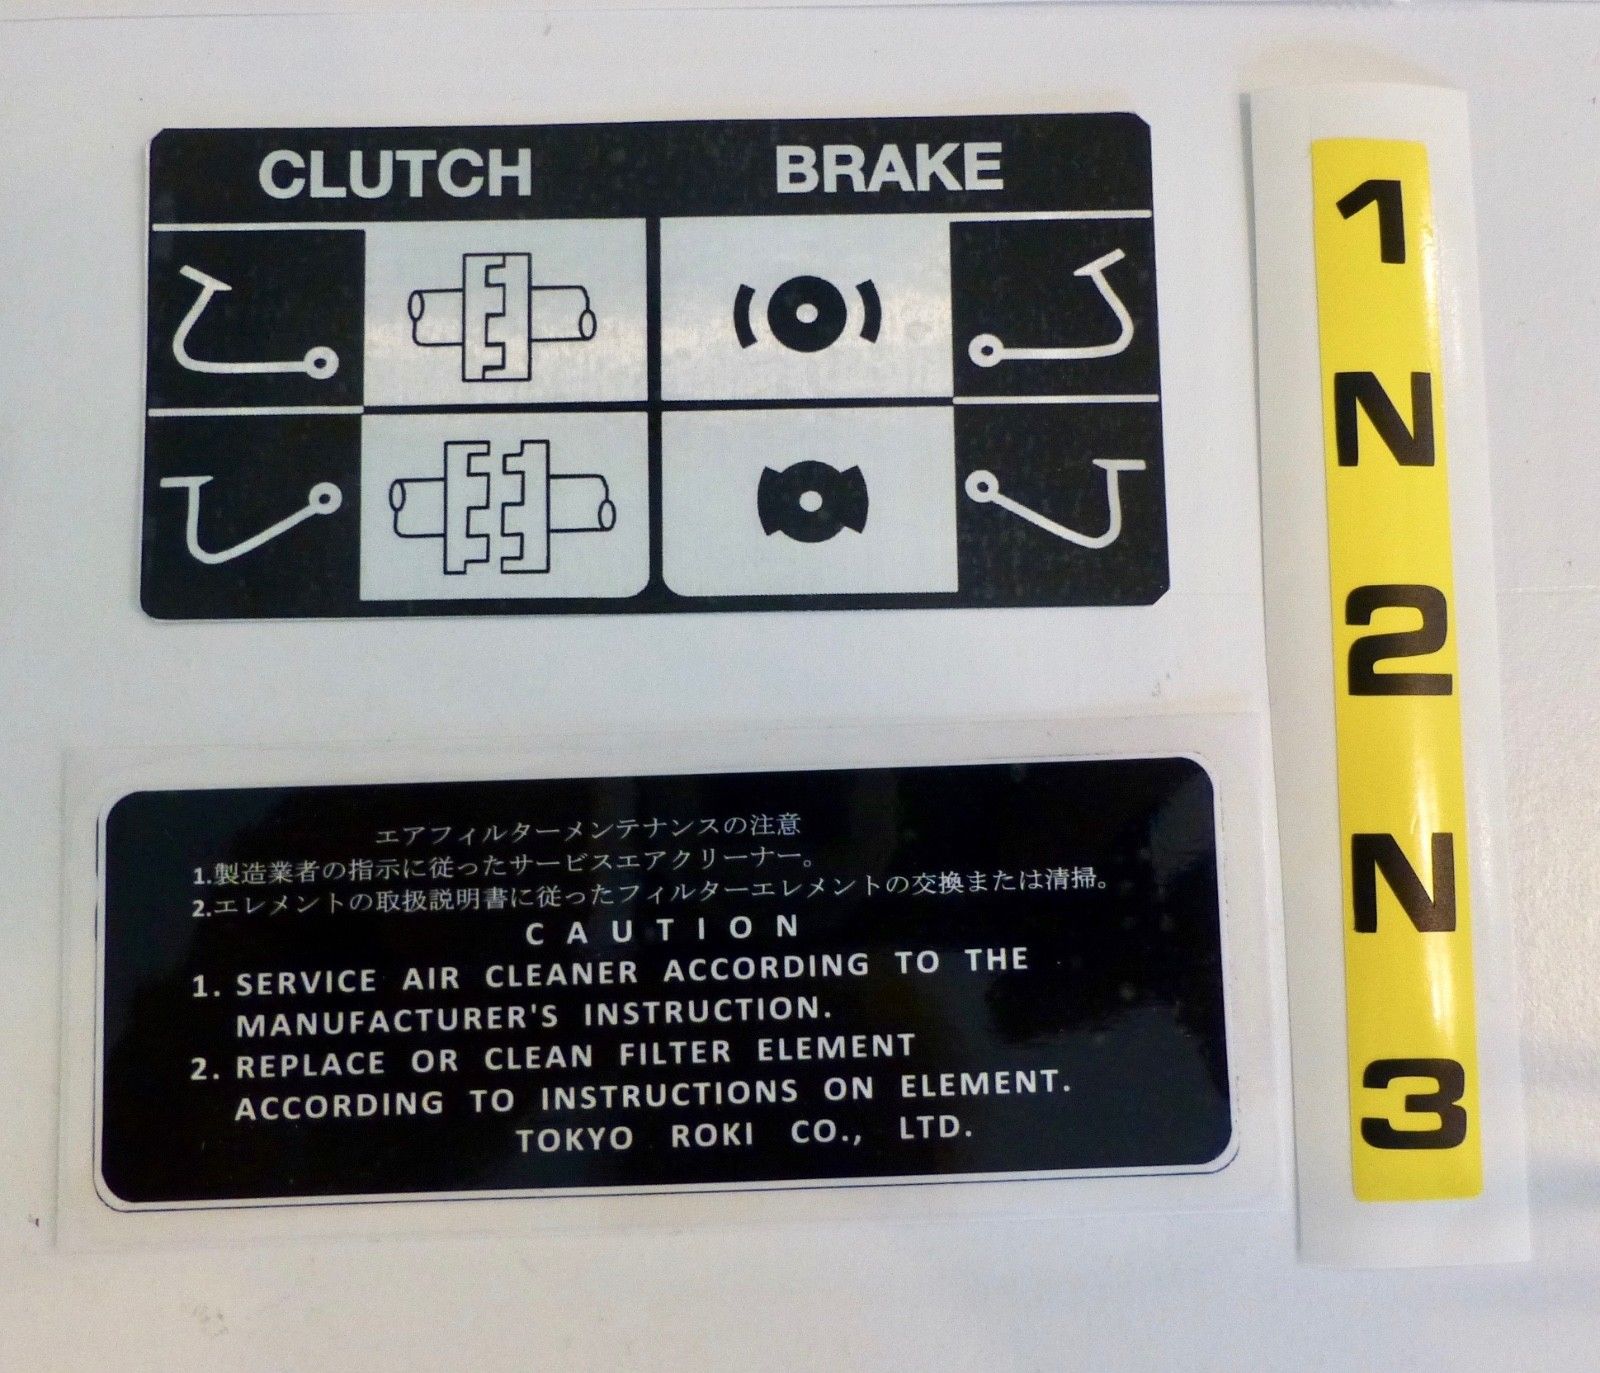 CLUTCH BRAKE
エアフィルターメンテナンスの注意
1.製造業者の指示に従ったサービスエアクリーナー。
2.エレメントの取扱説明書に従ったフィルターエレメントの交換または清掃。
CAUTION
1. SERVICE AIR CLEANER ACCORDING TO THE
MANUFACTURER'S INSTRUCTION.
2. REPLACE OR CLEAN FILTER ELEMENT
ACCORDING TO INSTRUCTIONS ON ELEMENT.
TOKYO ROKI CO., LTD.
1
N
2
N
3